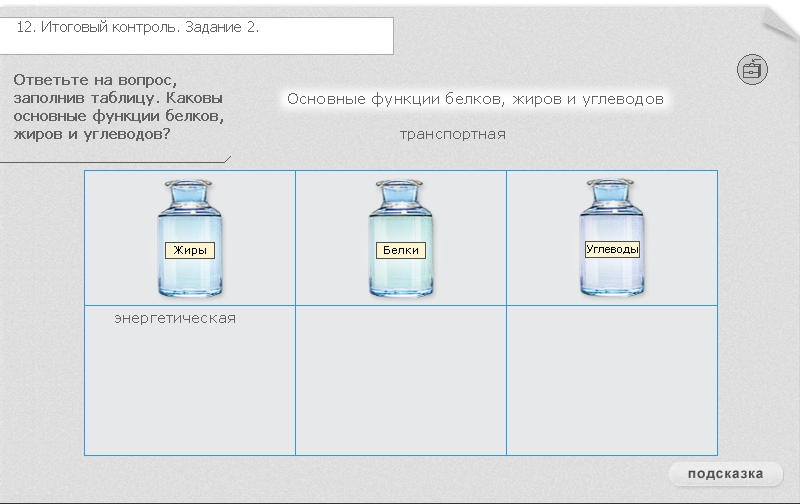 12. Итоговый контроль. Задание 2.
Ответьте на вопрос,
заполнив таблицу. Каковы
основные функции белков,
жиров и углеводов?
Основные функции белков, жиров и углеводов
транспортная
Жиры
Белки
Углеводы
энергетическая
подсказка